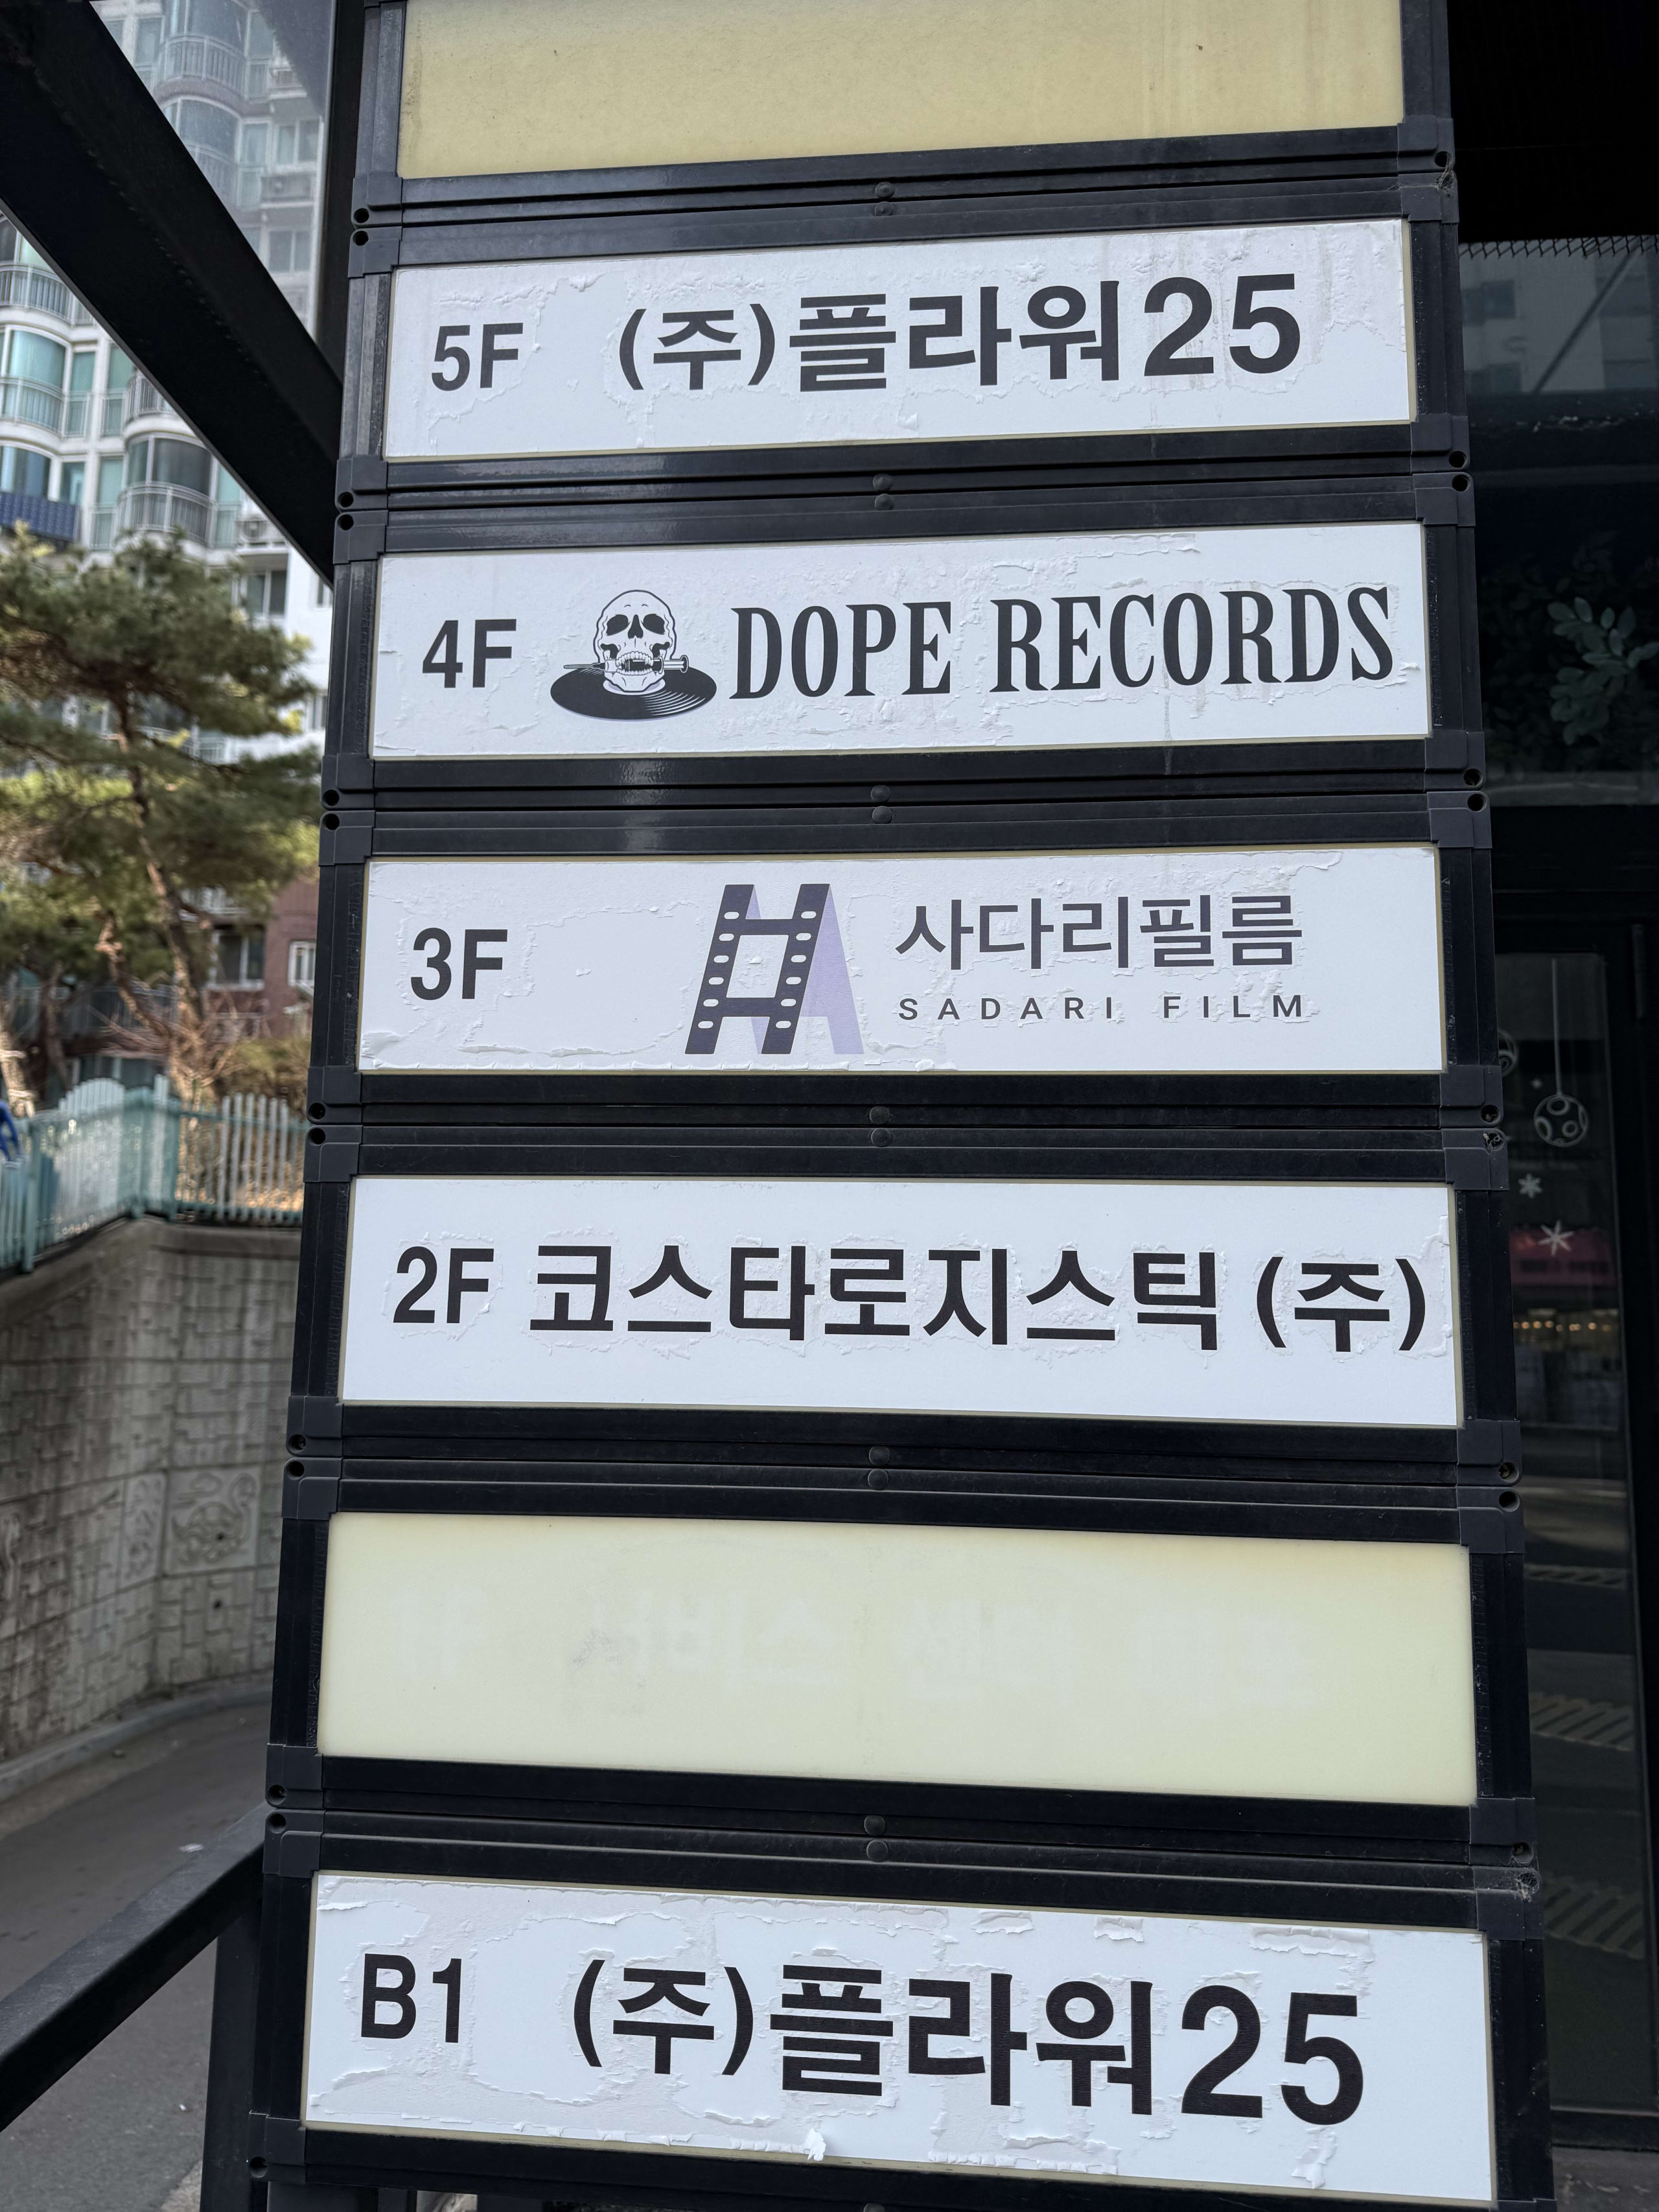 5F (주)플라워25
4F DOPE RECORDS
3F 사다리필름
SADARI FILM
2F 코스타로지스틱 (주)
B1 (주)플라워25